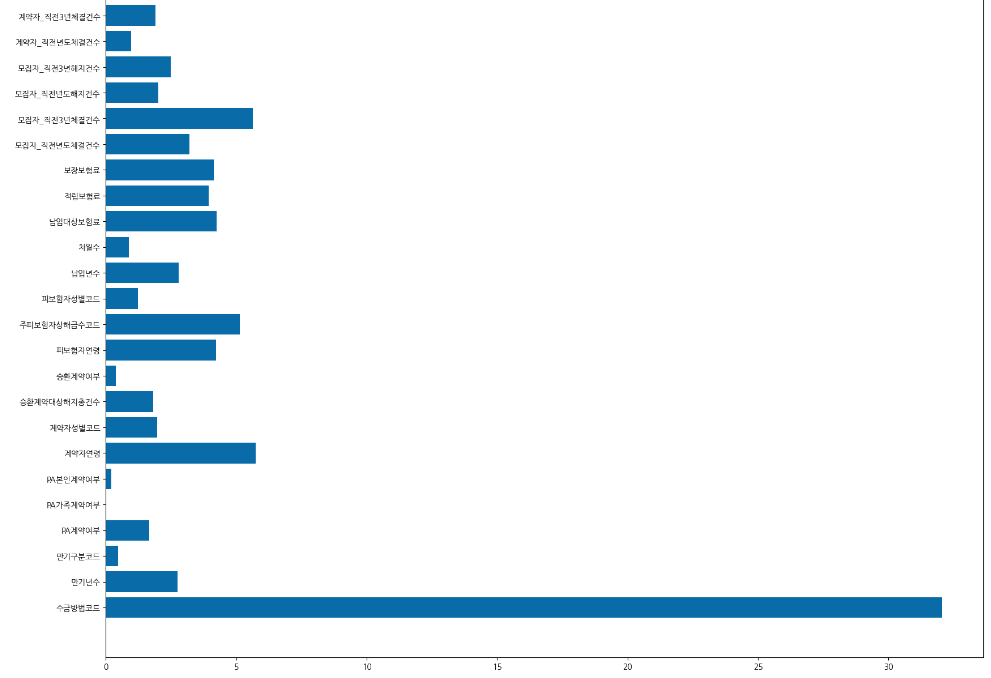 계약자_직전3년체결건수
계약자_직전년도체결건수
모집자_직전3년해지건수
모집자_직전년도해지건수
모집자_직전3년체결건수
모집자_직전년도체결건수
보장보험료
적립보험료
납입대상보험료
처월수
납입년수
피보험자성별코드
주피보험자상해급수코드
피보험자연령
승환계약여부
승환계약대상해지총건수
계약자성별코드
계약자연령
PA본인계약여부
PA가족계약여부
PA계약여부
만기구분코드
만기년수
수금방법코드
0 5 10 15 20 25 30